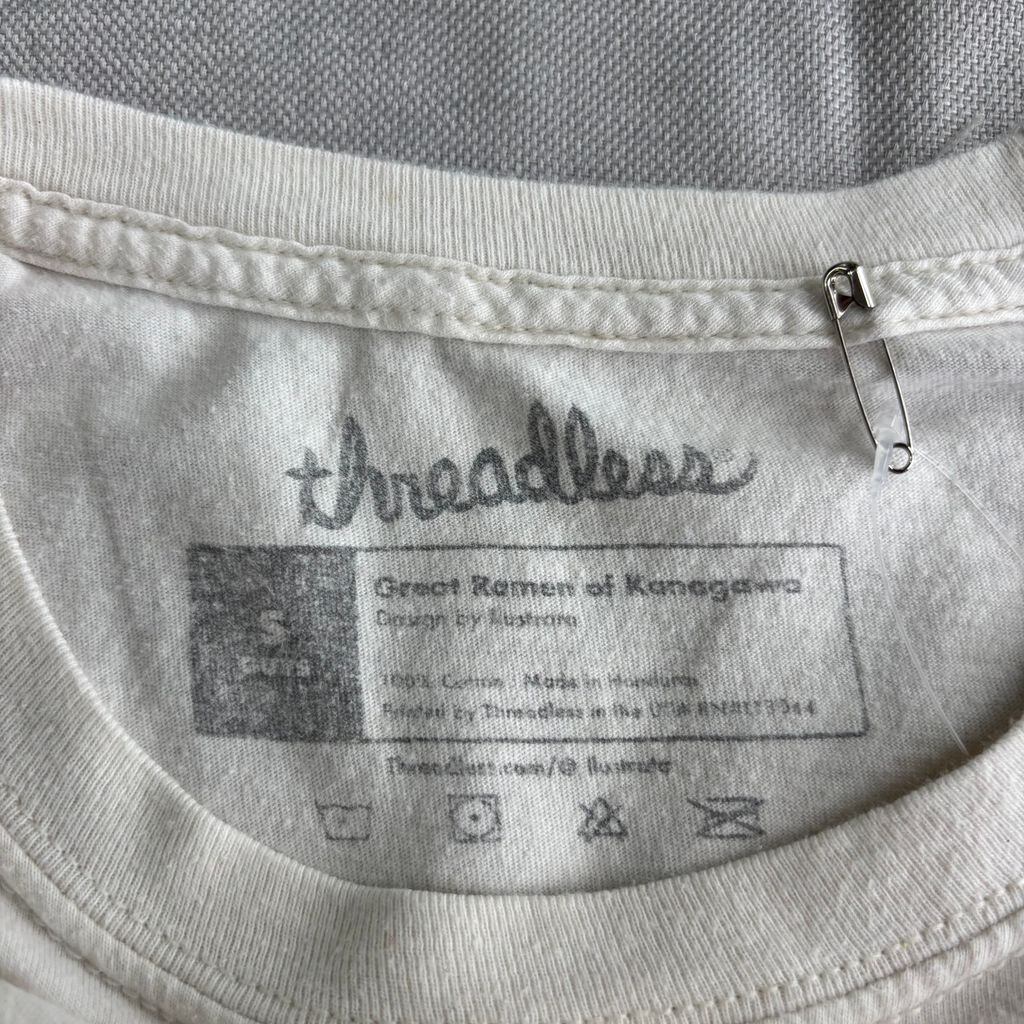 threadless
S
Great Ramen of Kanagawa
Design by ilustrata
100% Cotton Made in Honduras
Printed by Threadless in the USA
Threadless.com/@ilustrata